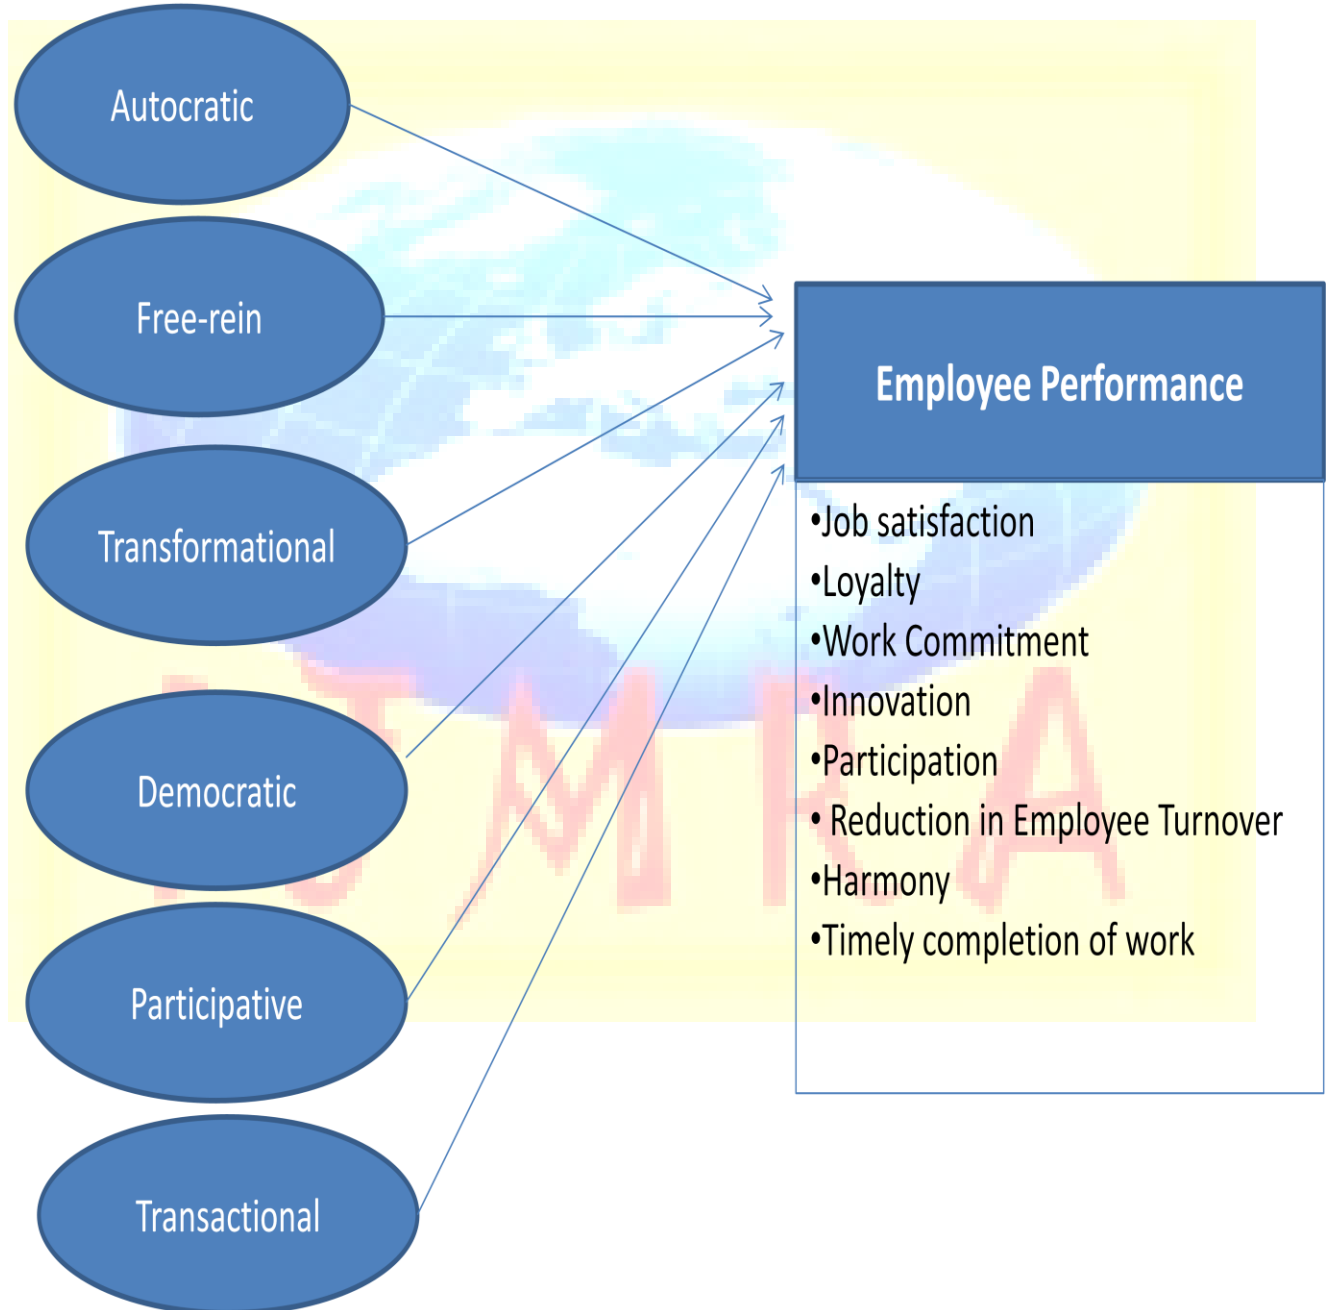 Autocratic
Free-rein
Transformational
Democratic
Participative
Transactional
Employee Performance
•Job satisfaction
•Loyalty
•Work Commitment
•Innovation
•Participation
• Reduction in Employee Turnover
•Harmony
•Timely completion of work
IJMRA